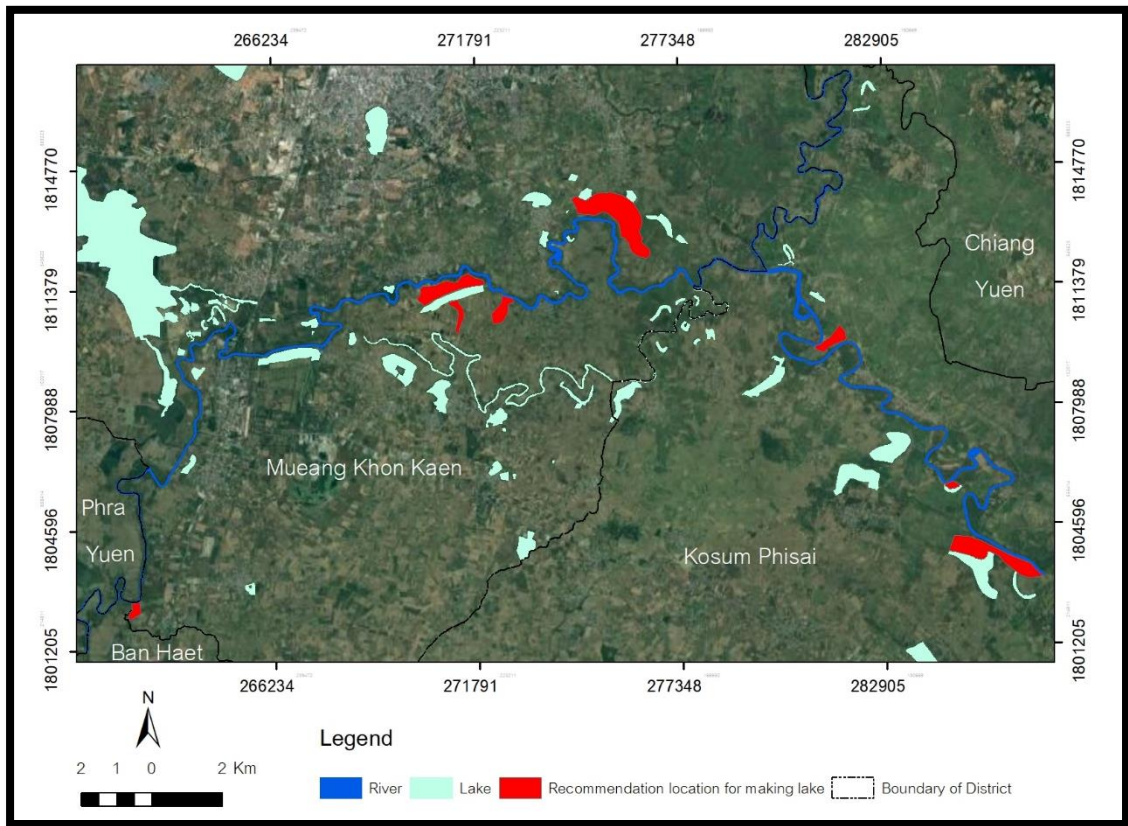 266234 271791 277348 282905
1814770
1811379
1807988
1804596
1801205
1814770
1811379
1807988
1804596
1801205
Chiang
Yuen
Mueang Khon Kaen
Phra
Yuen
Kosum Phisai
Ban Haet
266234 271791 277348 282905
N
2 1 0 2 Km
Legend
River Lake Recommendation location for making lake Boundary of District